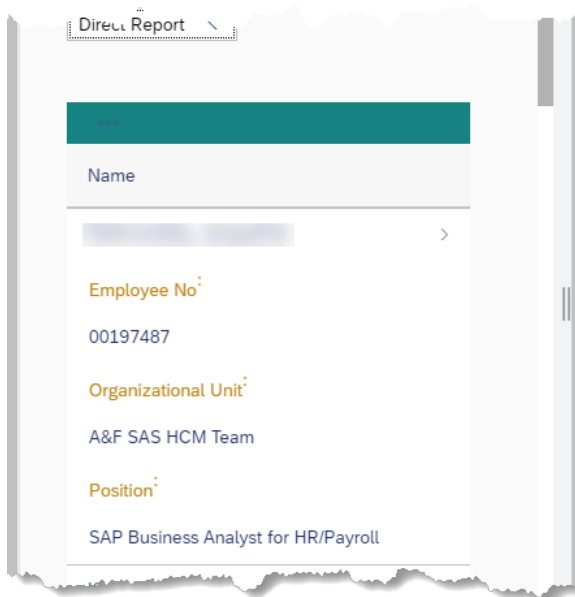 Direct Report
Name
Employee No:
00197487
Organizational Unit:
A&F SAS HCM Team
Position:
SAP Business Analyst for HR/Payroll